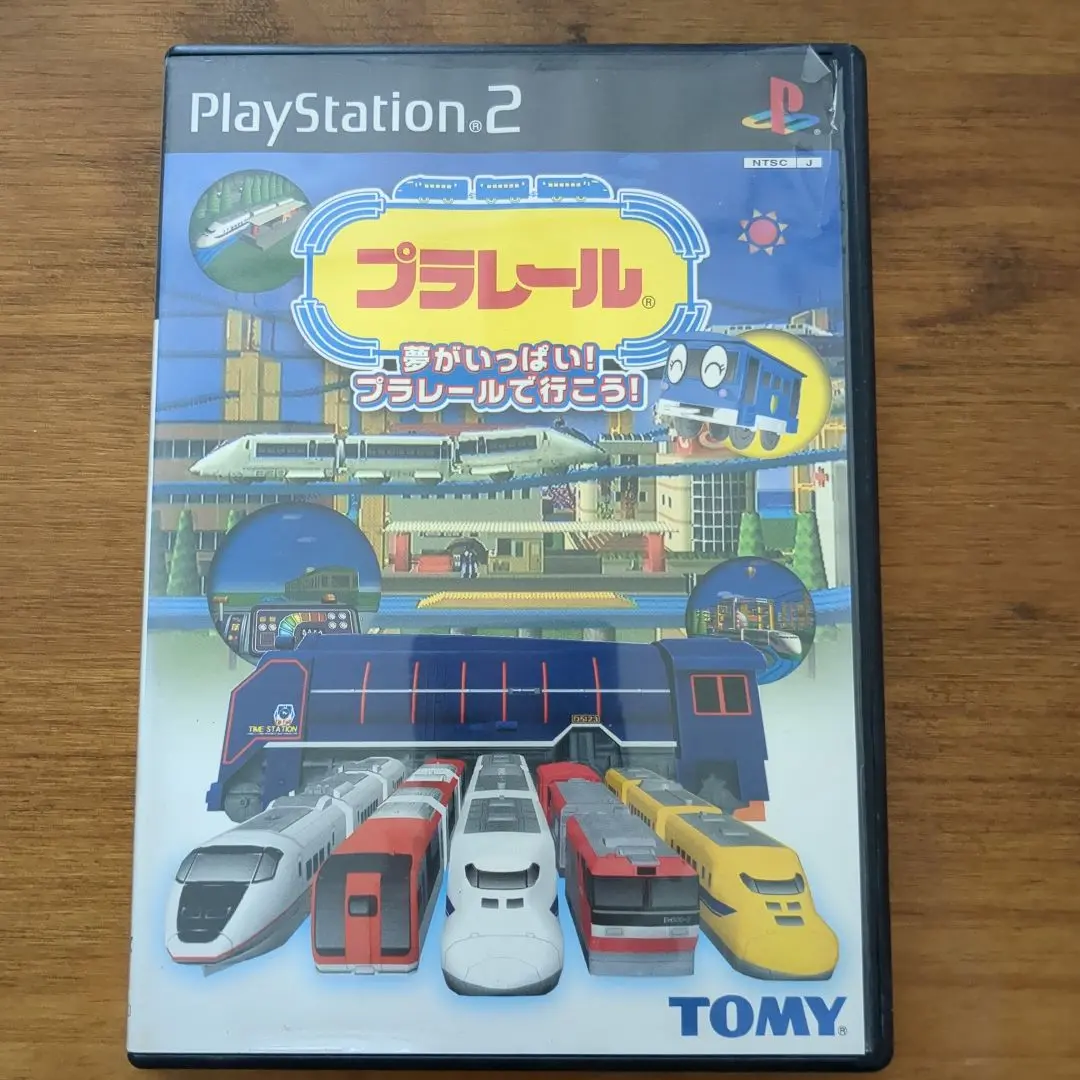 PlayStation®2
NTSC J
プラレール®
夢がいっぱい!
プラレールで行こう!
TIME STATION
D5123
TOMY®